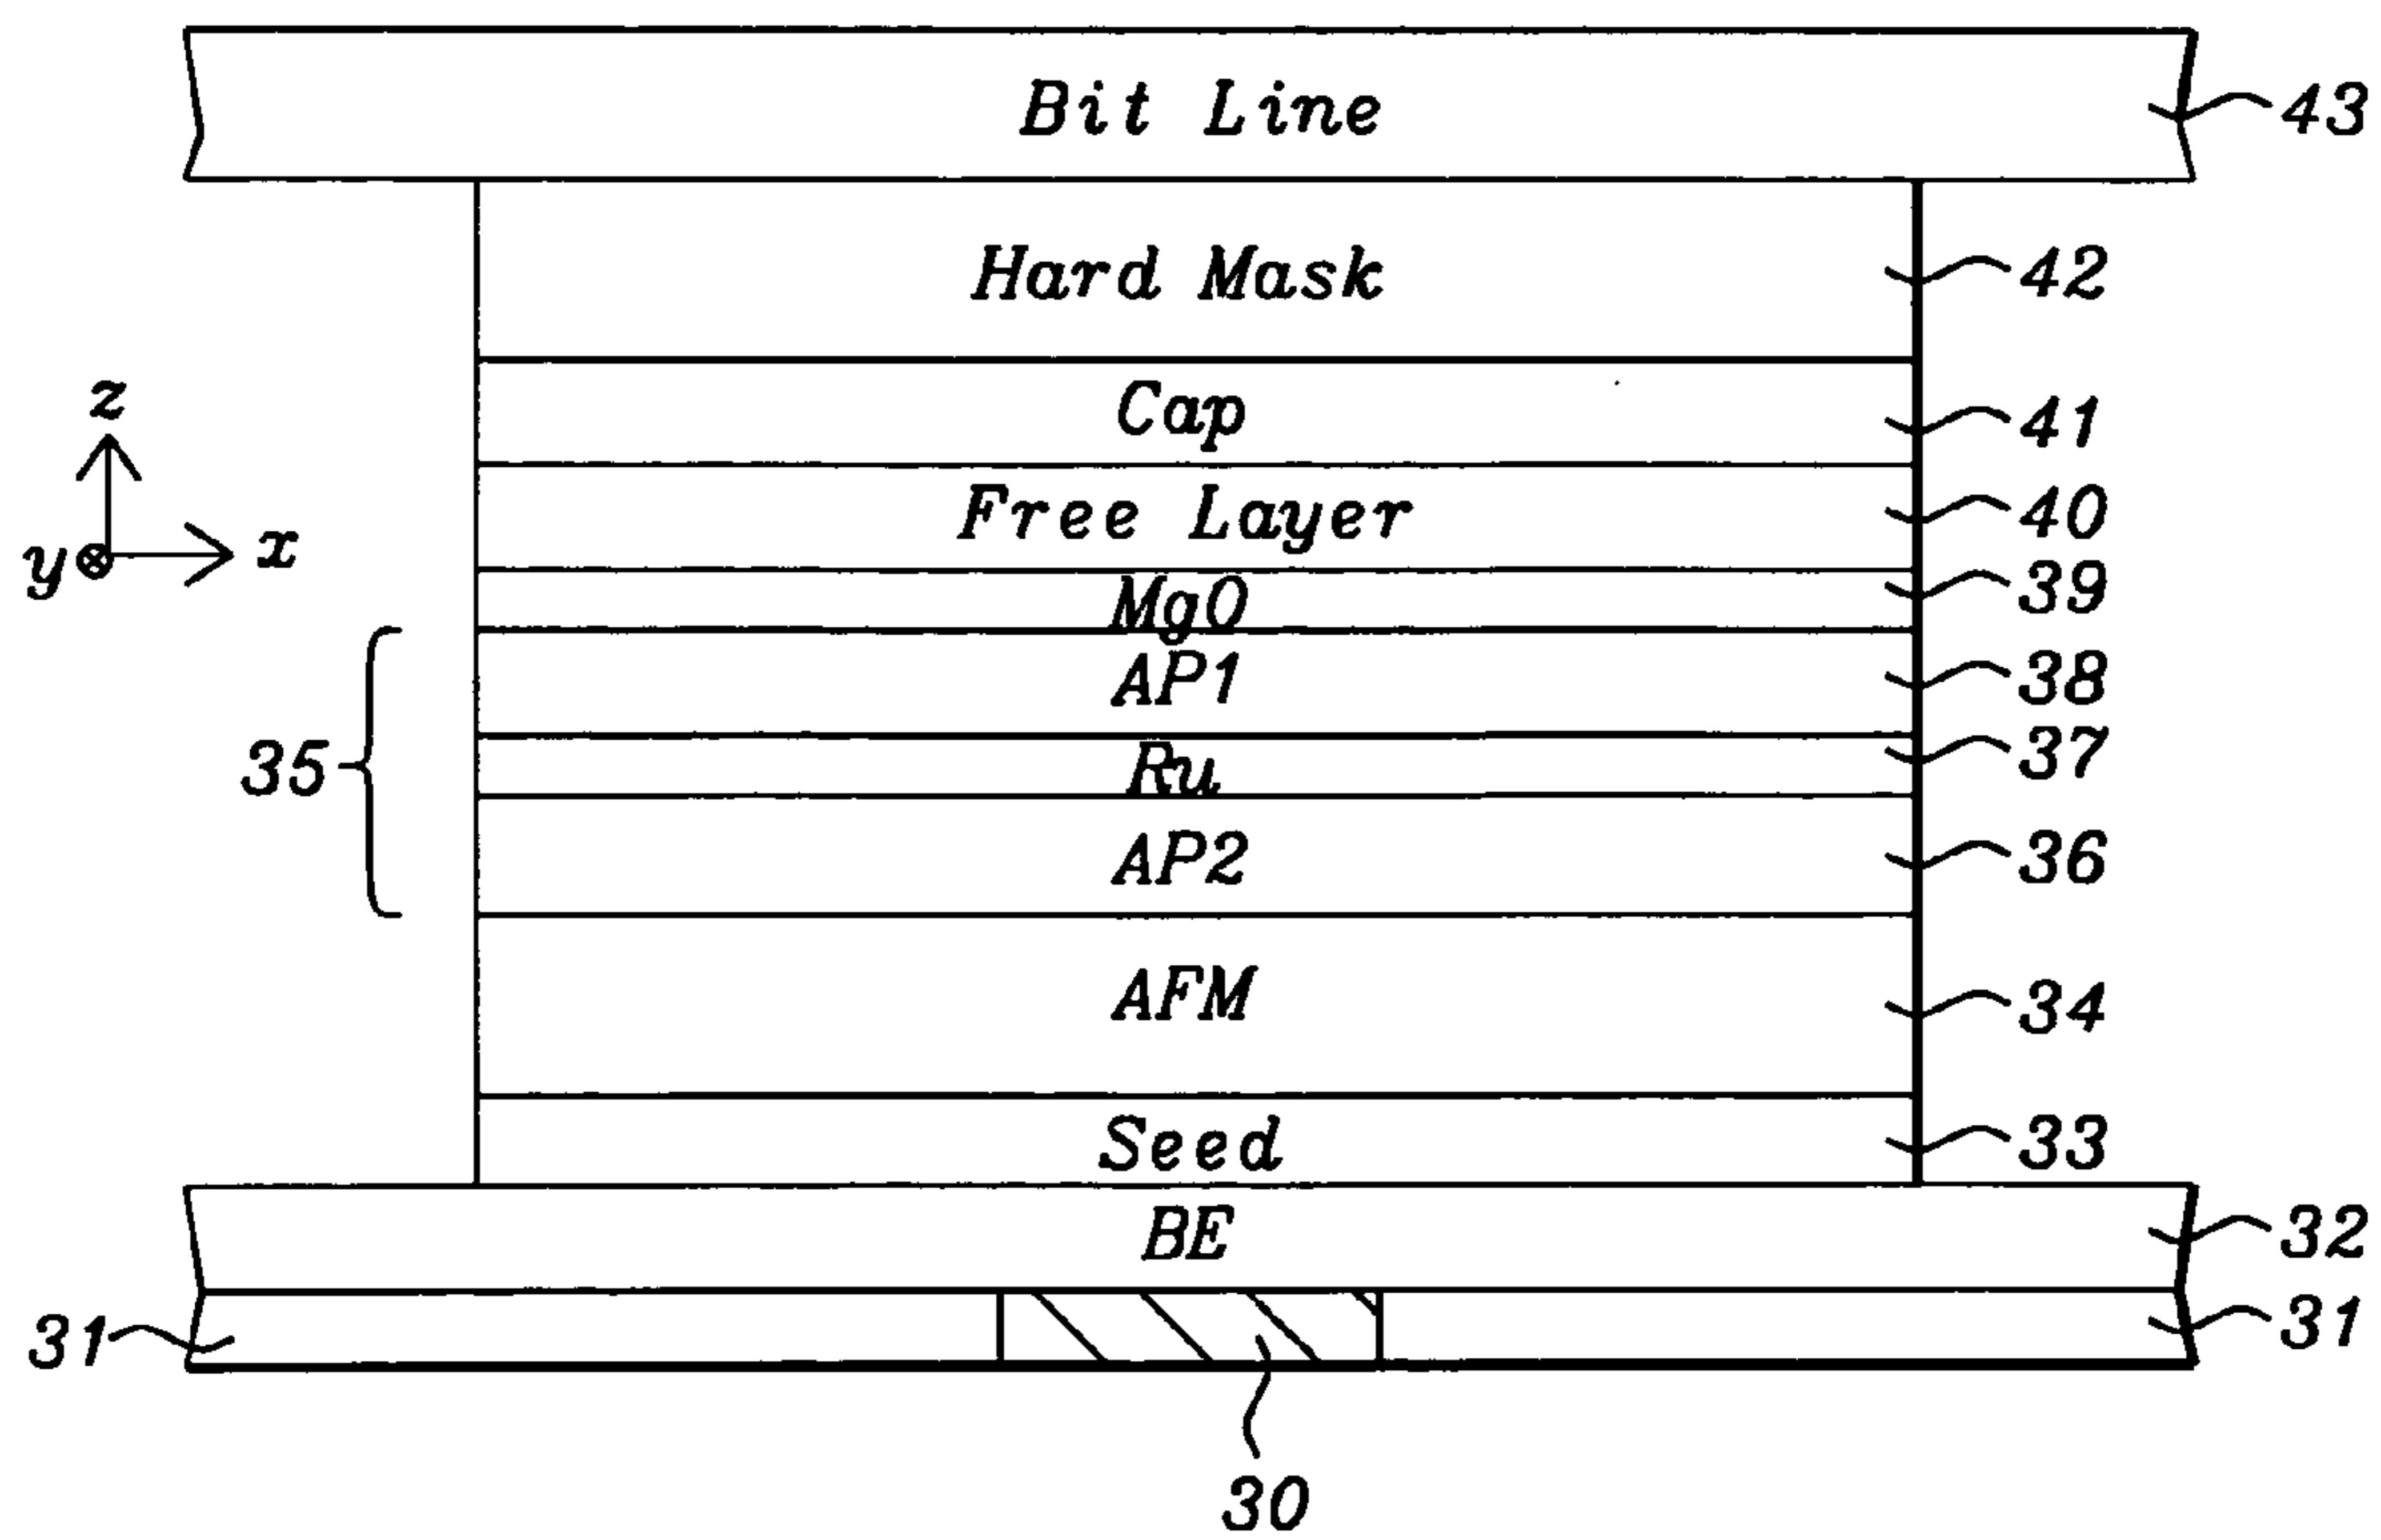 Bit Line 43
Hard Mask 42
Cap 41
z
Free Layer 40
y x
MgO 39
AP1 38
35
Ru 37
AP2 36
AFM 34
Seed 33
BE 32
31 31
30